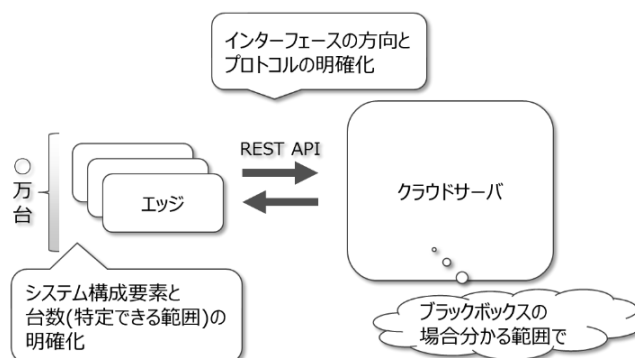 インターフェースの方向と
プロトコルの明確化
REST API
○
万
台
エッジ
クラウドサーバ
システム構成要素と
台数(特定できる範囲)の
明確化
ブラックボックスの
場合分かる範囲で